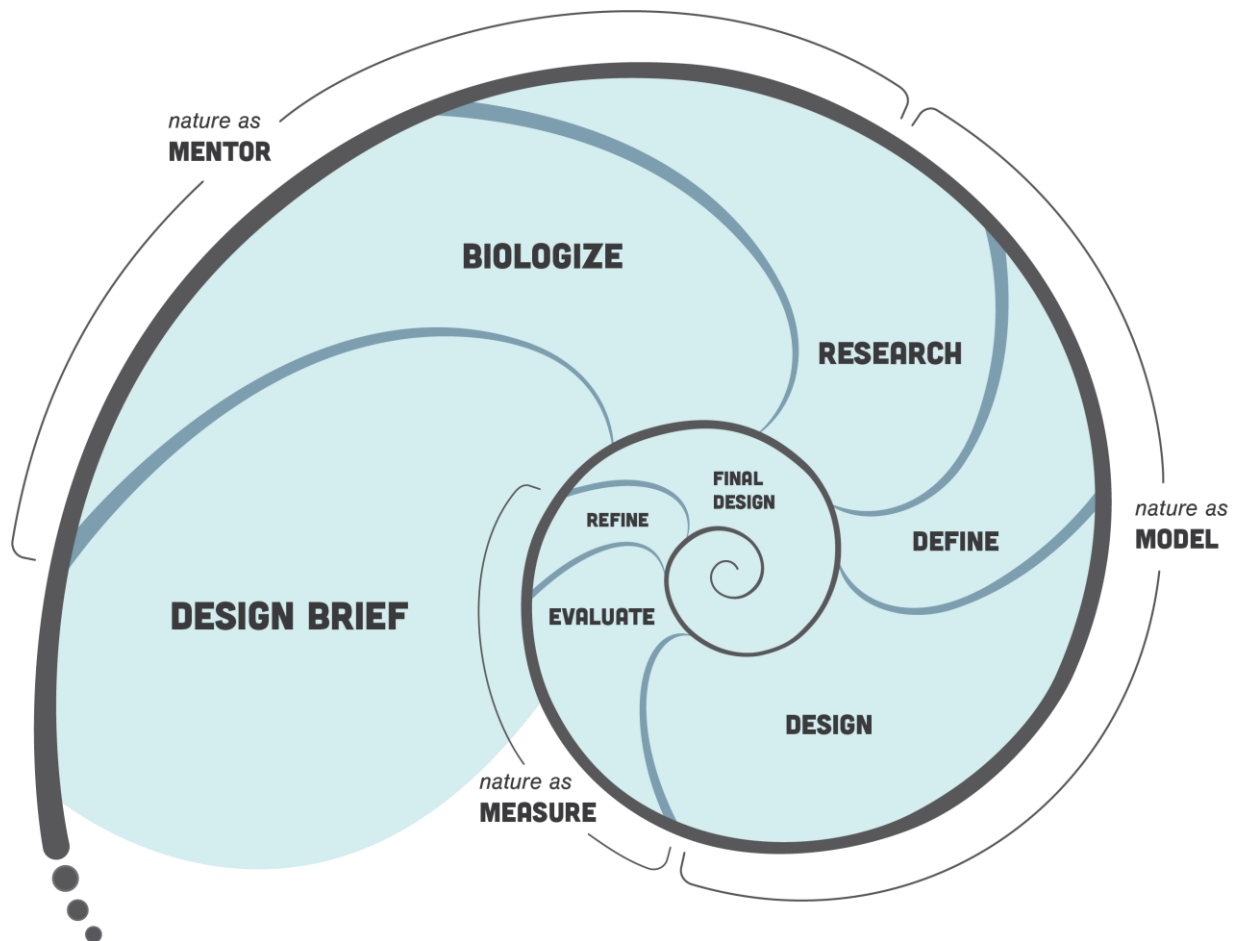 nature as
MENTOR
BIOLOGIZE
RESEARCH
FINAL
DESIGN
REFINE
DEFINE
nature as
MODEL
DESIGN BRIEF
EVALUATE
DESIGN
nature as
MEASURE